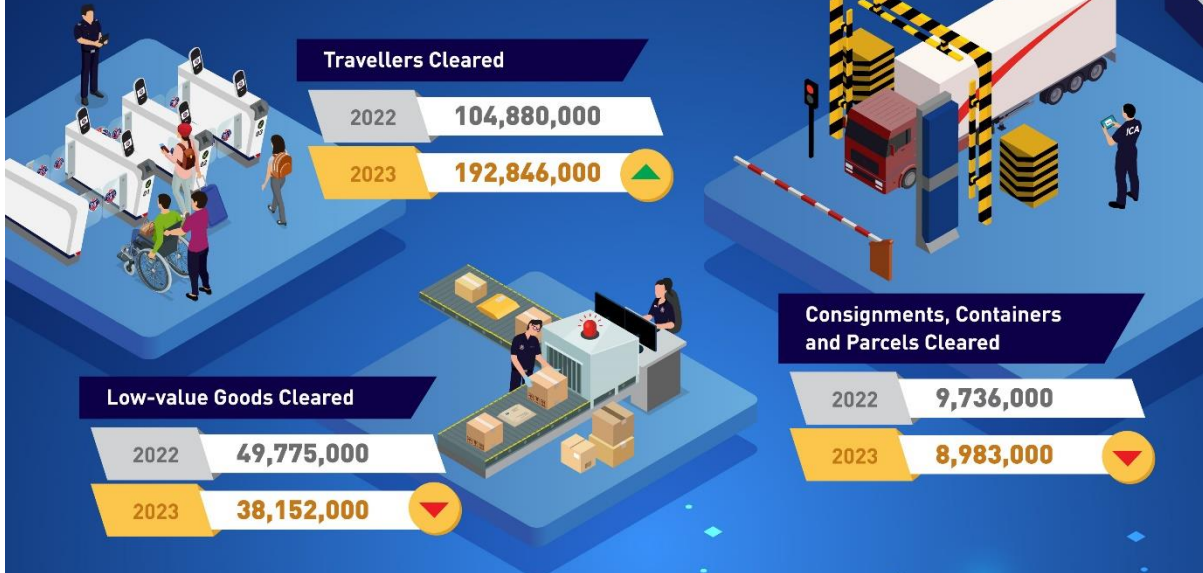 Travellers Cleared
2022 104,880,000
2023 192,846,000
ICA
Consignments, Containers
and Parcels Cleared
2022 9,736,000
2023 8,983,000
Low-value Goods Cleared
2022 49,775,000
2023 38,152,000